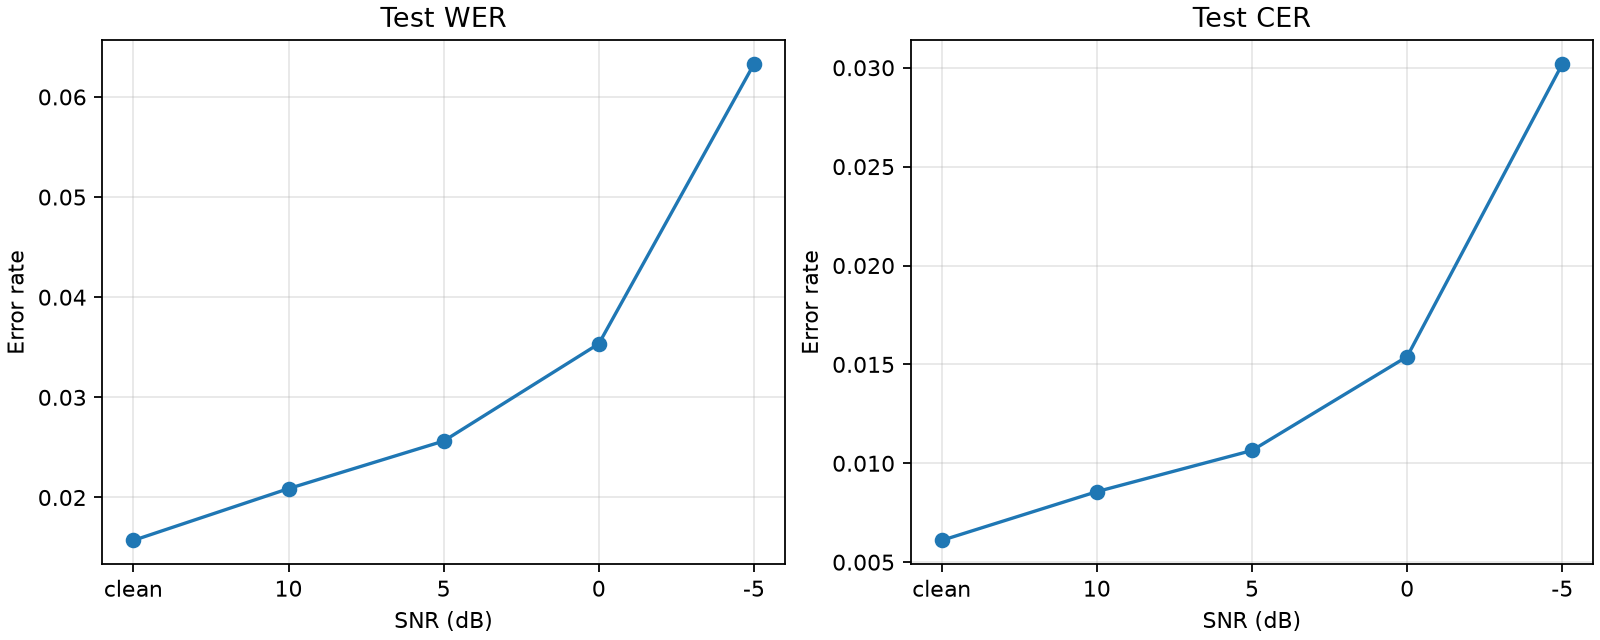 Test WER
Error rate
0.06
0.05
0.04
0.03
0.02
clean 10 5 0 -5
SNR (dB)
Test CER
Error rate
0.030
0.025
0.020
0.015
0.010
0.005
clean 10 5 0 -5
SNR (dB)